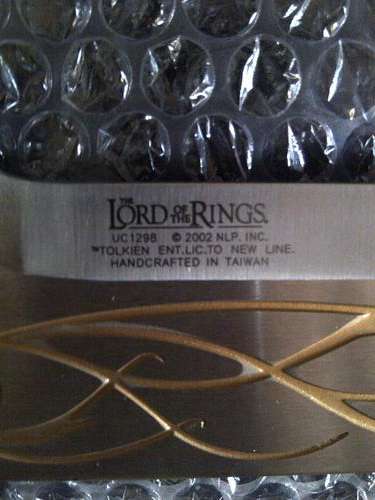 THE
LORD OF THE RINGS.
UC1298 © 2002 NLP, INC.
™TOLKIEN ENT.LIC.TO NEW LINE.
HANDCRAFTED IN TAIWAN